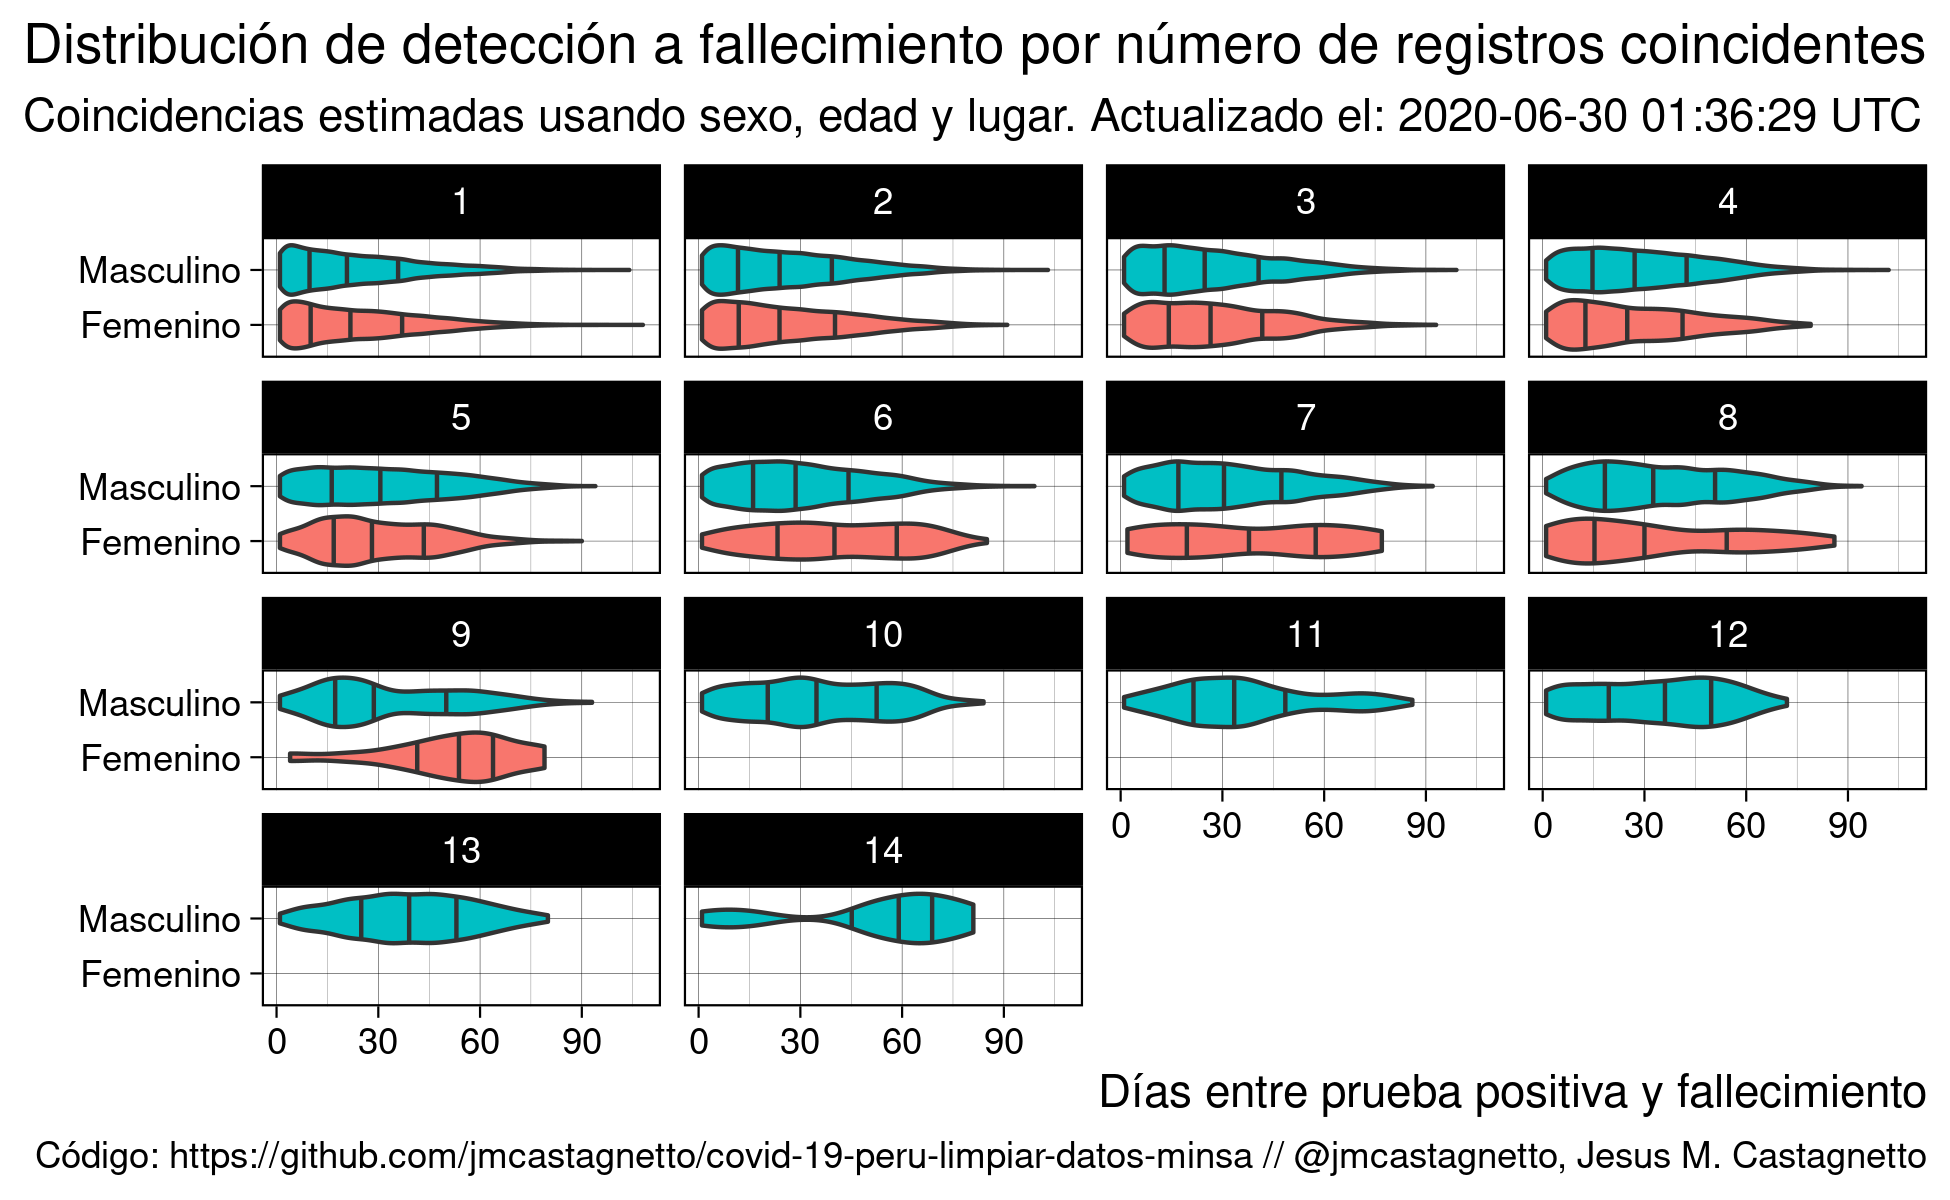 Distribución de detección a fallecimiento por número de registros coincidentes
Coincidencias estimadas usando sexo, edad y lugar. Actualizado el: 2020-06-30 01:36:29 UTC
1 2 3 4
Masculino
Femenino
5 6 7 8
Masculino
Femenino
9 10 11 12
Masculino
Femenino
0 30 60 90 0 30 60 90
13 14
Masculino
Femenino
0 30 60 90 0 30 60 90
Días entre prueba positiva y fallecimiento
Código: https://github.com/jmcastagnetto/covid-19-peru-limpiar-datos-minsa // @jmcastagnetto, Jesus M. Castagnetto